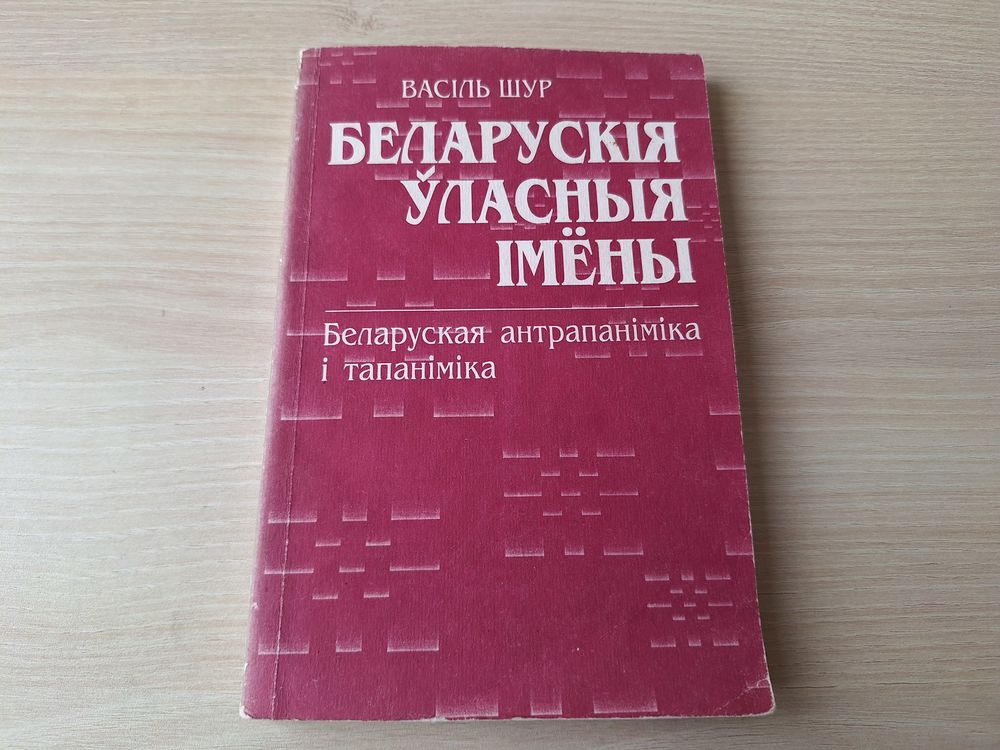 ВАСІЛЬ ШУР
БЕЛАРУСКІЯ
ЎЛАСНЫЯ
ІМЁНЫ
Беларуская антрапаніміка
і тапаніміка